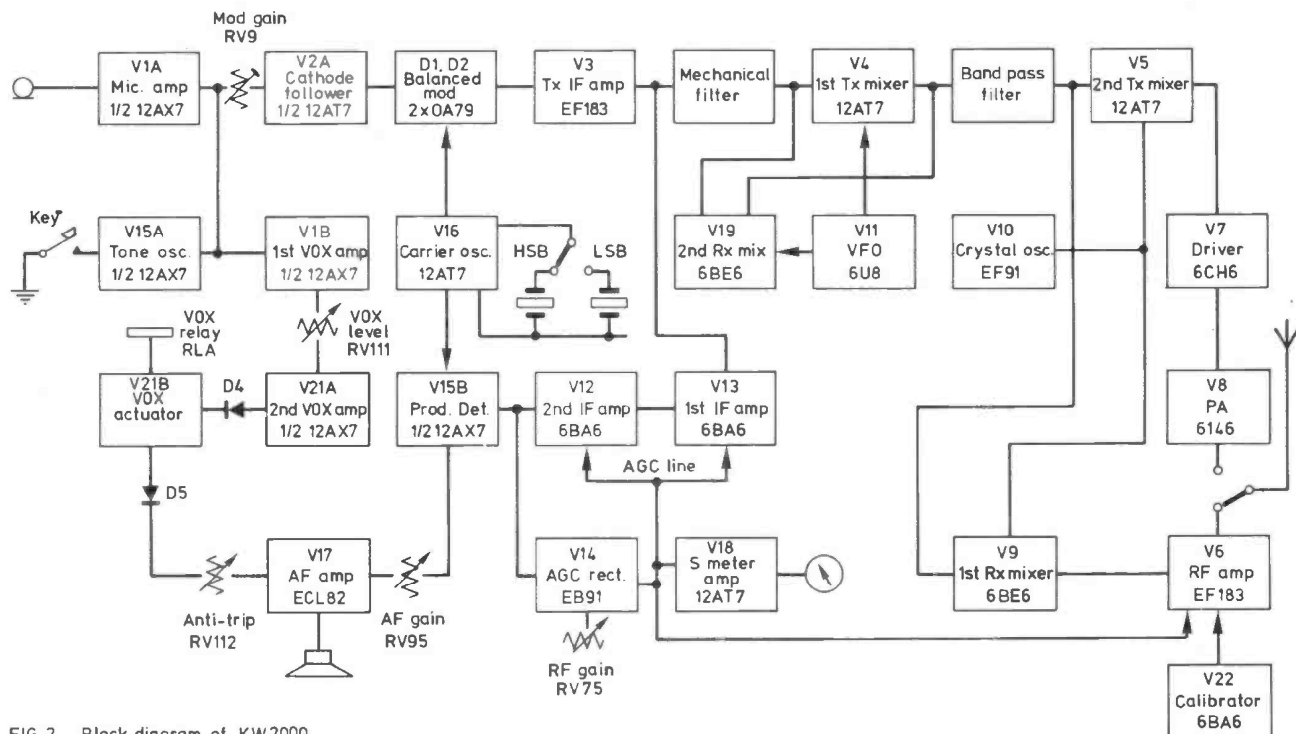 Mod gain
RV9
V1A
Mic. amp
1/2 12AX7
V2A
Cathode
follower
1/2 12AT7
D1, D2
Balanced
mod
2x0A79
V3
Tx IF amp
EF183
Mechanical
filter
V4
1st Tx mixer
12AT7
Band pass
filter
V5
2nd Tx mixer
12AT7
Key
V15A
Tone osc.
1/2 12AX7
V1B
1st VOX amp
1/2 12AX7
V16
Carrier osc.
12AT7
HSB
LSB
V19
2nd Rx mix
6BE6
V11
VFO
6U8
V10
Crystal osc.
EF91
V7
Driver
6CH6
VOX
relay
RLA
VOX
level
RV111
V21B
VOX
actuator
D4
V21A
2nd VOX amp
1/2 12AX7
V15B
Prod. Det.
1/2 12AX7
V12
2nd IF amp
6BA6
V13
1st IF amp
6BA6
V8
PA
6146
AGC line
D5
V17
AF amp
ECL82
Anti-trip
RV112
AF gain
RV95
V14
AGC rect.
EB91
V18
S meter
amp
12AT7
V9
1st Rx mixer
6BE6
V6
RF amp
EF183
RF gain
RV75
V22
Calibrator
6BA6
FIG 2. Block diagram of KW2000